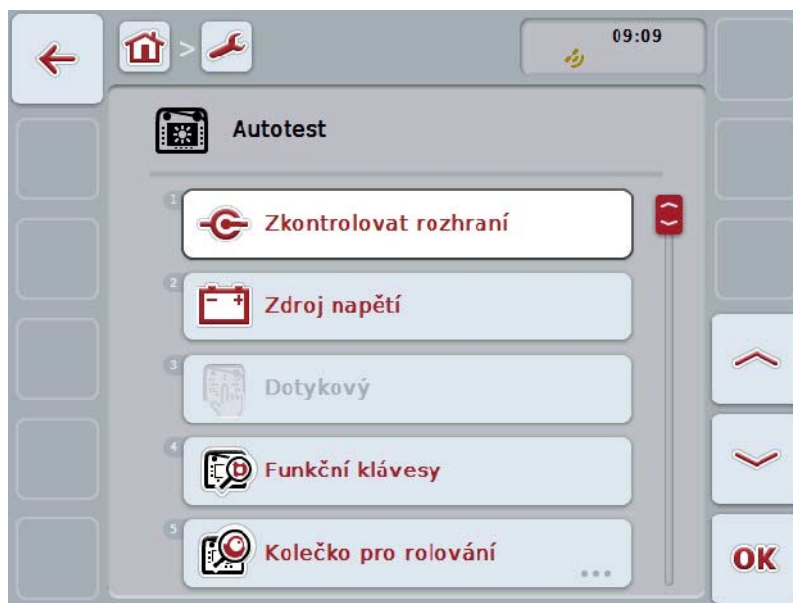 09:09
Autotest
1
Zkontrolovat rozhraní
2
Zdroj napětí
3
Dotykový
4
Funkční klávesy
5
Kolečko pro rolování
OK